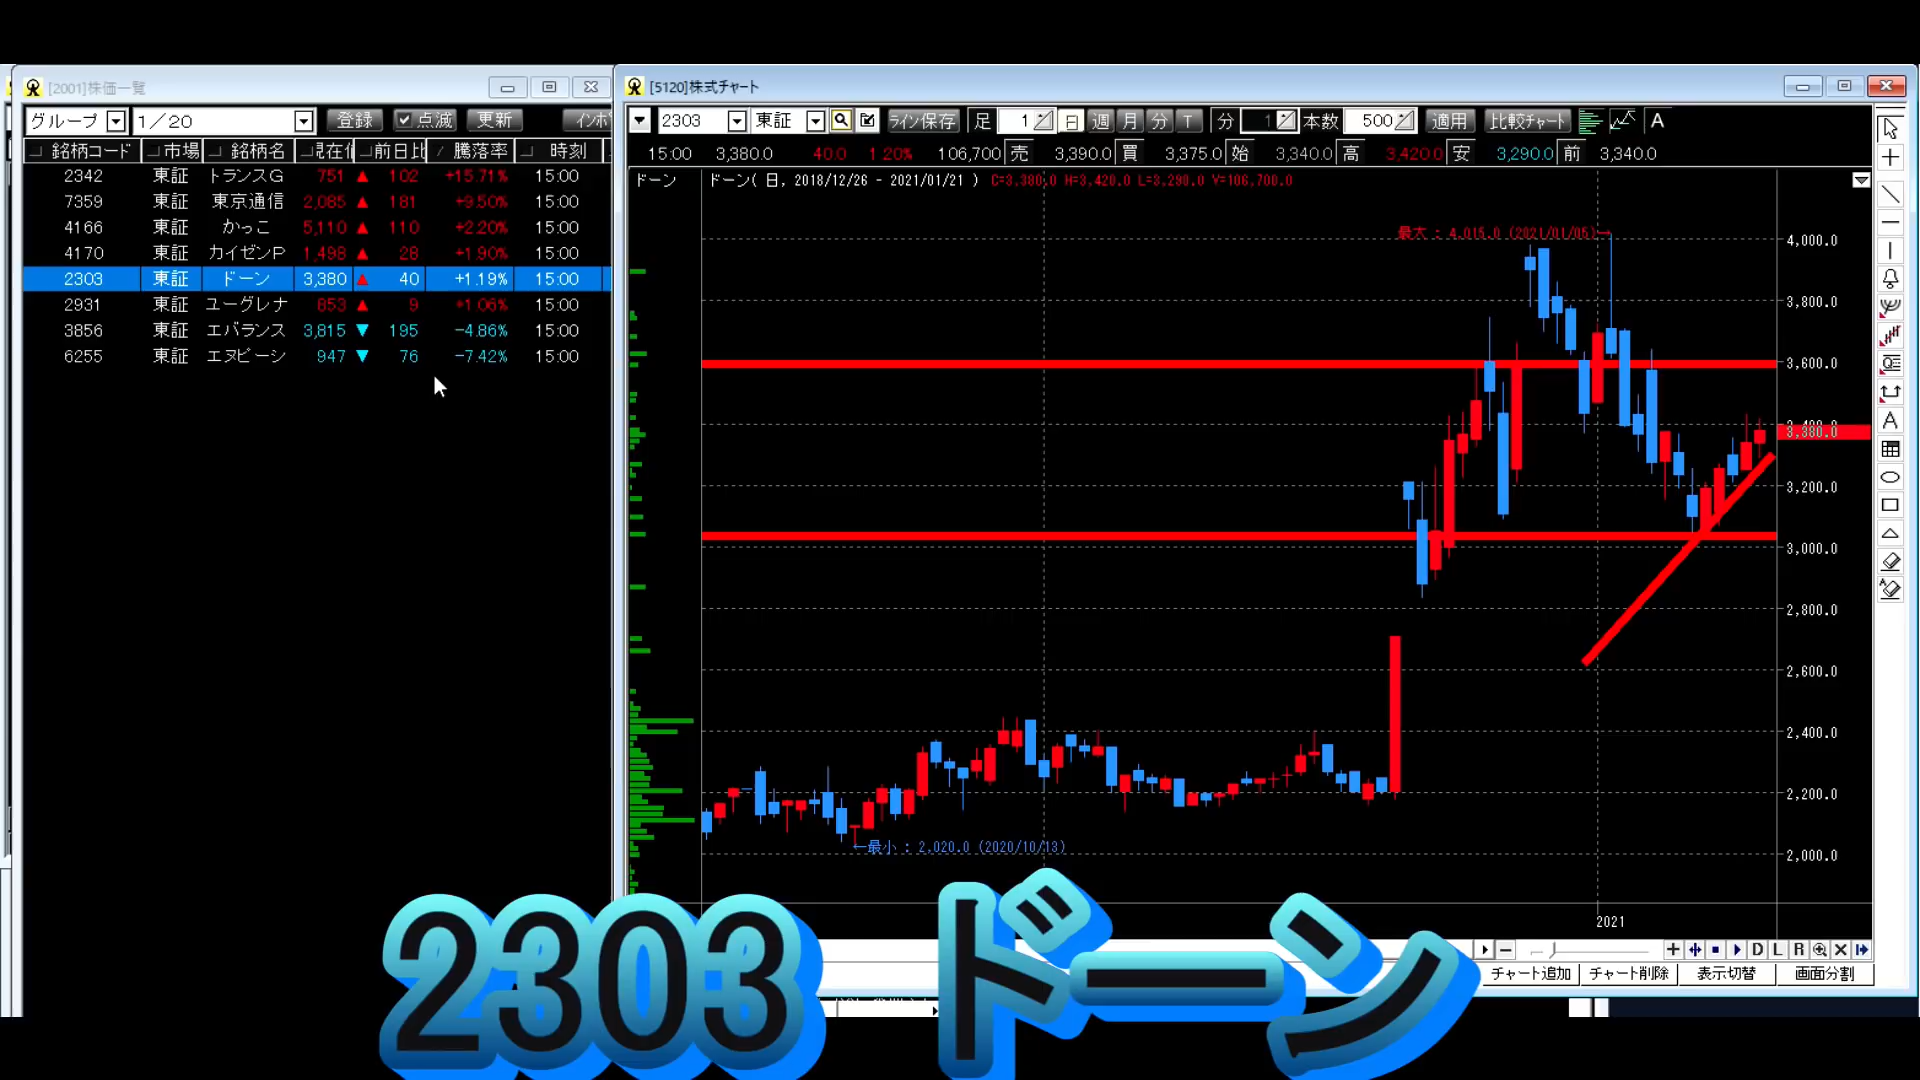 [2001]株価一覧
グループ 1／20 登録 点滅 更新
銘柄コード 市場 銘柄名 現在値 前日比 騰落率 時刻
2342 東証 トランスG 751 ▲ 102 +15.71% 15:00
7359 東証 東京通信 2,085 ▲ 181 +9.50% 15:00
4166 東証 かっこ 5,110 ▲ 110 +2.20% 15:00
4170 東証 カイゼンP 1,498 ▲ 28 +1.90% 15:00
2303 東証 ドーン 3,380 ▲ 40 +1.19% 15:00
2931 東証 ユーグレナ 853 ▲ 9 +1.06% 15:00
3856 東証 エバランス 3,815 ▼ 195 -4.86% 15:00
6255 東証 エヌピーシ 947 ▼ 76 -7.42% 15:00
[5120]株式チャート
2303 東証 ライン保存 足 1 日 週 月 分 T 分 1 本数 500 適用 比較チャート A
15:00 3,380.0 40.0 1.20% 106,700 売 3,390.0 買 3,375.0 始 3,340.0 高 3,420.0 安 3,290.0 前 3,340.0
ドーン ドーン( 日, 2018/12/26 - 2021/01/21 ) C=3,380.0 H=3,420.0 L=3,290.0 V=106,700.0
最大 : 4,015.0 (2021/01/05)→
4,000.0
3,800.0
3,600.0
3,380.0
3,200.0
3,000.0
2,800.0
2,600.0
2,400.0
2,200.0
2,000.0
←最小 : 2,020.0 (2020/10/13)
2021
D L R
チャート追加 チャート削除 表示切替 画面分割
2303 ドーン